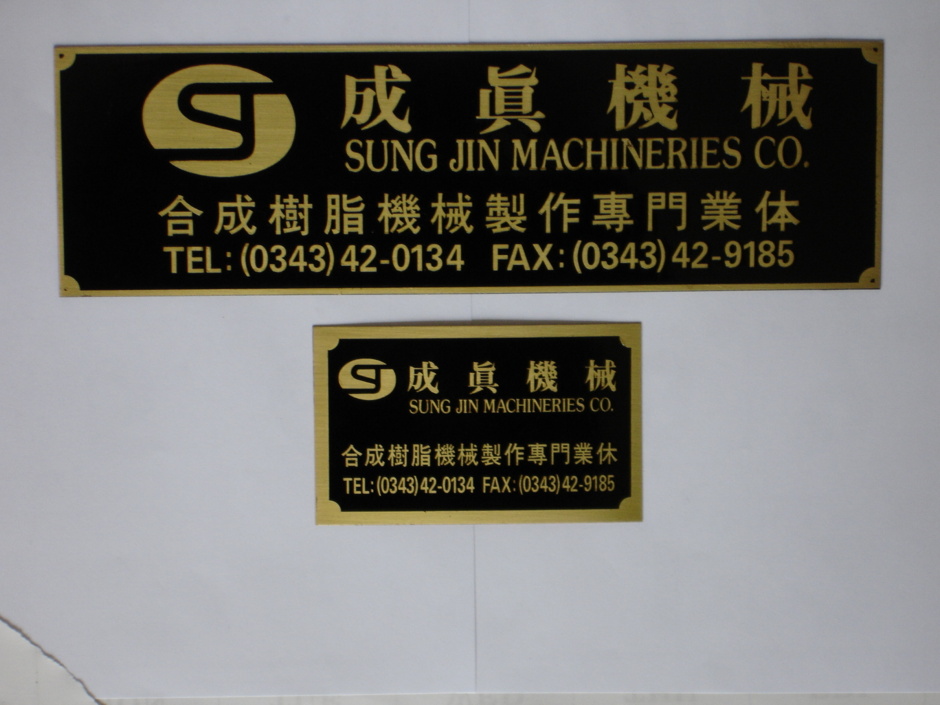 SJ
成眞機械
SUNG JIN MACHINERIES CO.
合成樹脂機械製作專門業体
TEL:(0343)42-0134 FAX:(0343)42-9185
SJ
成眞機械
SUNG JIN MACHINERIES CO.
合成樹脂機械製作專門業休
TEL:(0343)42-0134 FAX:(0343)42-9185